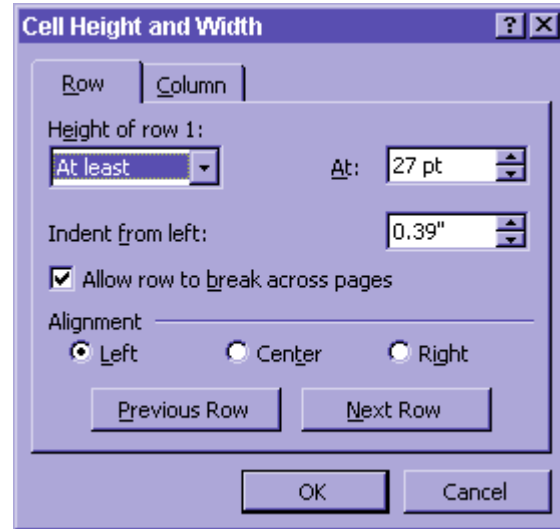 Cell Height and Width ? X
Row Column
Height of row 1:
At least At: 27 pt
Indent from left: 0.39"
Allow row to break across pages
Alignment
Left Center Right
Previous Row Next Row
OK Cancel